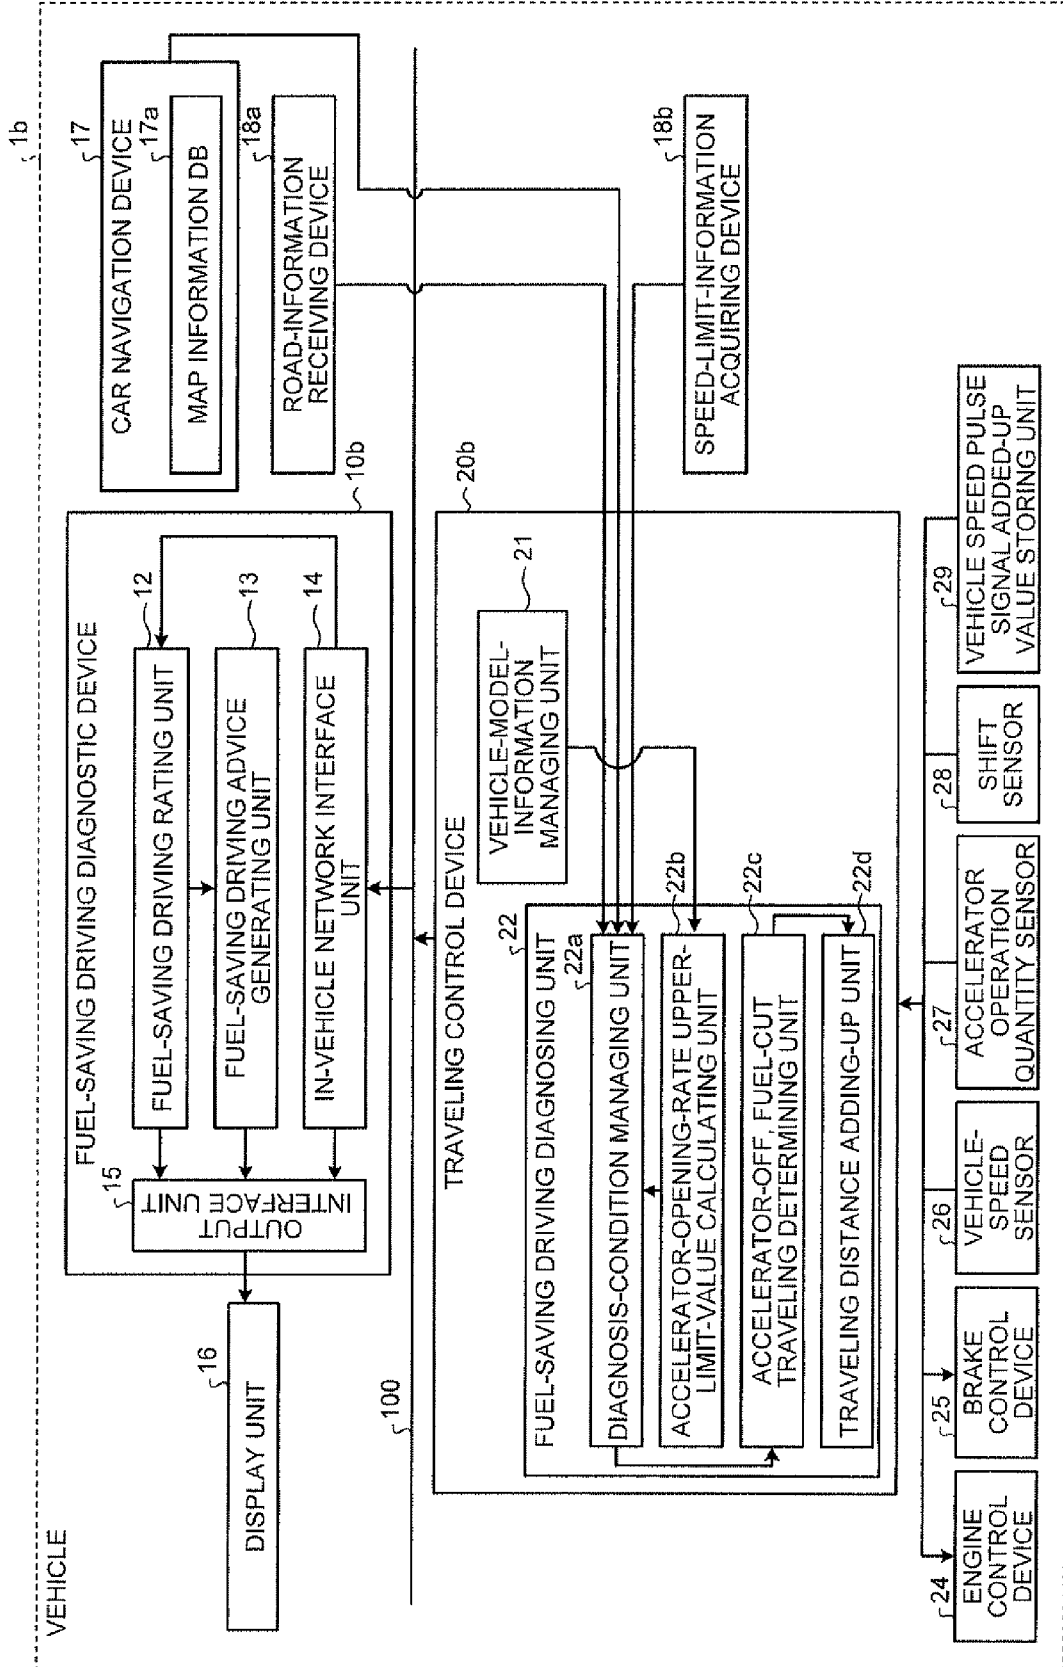 1b
VEHICLE
FUEL-SAVING DRIVING DIAGNOSTIC DEVICE
10b
16
DISPLAY UNIT
15
OUTPUT
INTERFACE UNIT
12
FUEL-SAVING DRIVING RATING UNIT
13
FUEL-SAVING DRIVING ADVICE
GENERATING UNIT
14
IN-VEHICLE NETWORK INTERFACE
UNIT
17
CAR NAVIGATION DEVICE
17a
MAP INFORMATION DB
18a
ROAD-INFORMATION
RECEIVING DEVICE
100
TRAVELING CONTROL DEVICE
20b
21
VEHICLE-MODEL-
INFORMATION
MANAGING UNIT
18b
SPEED-LIMIT-INFORMATION
ACQUIRING DEVICE
22
FUEL-SAVING DRIVING DIAGNOSING UNIT
22a
DIAGNOSIS-CONDITION MANAGING UNIT
22b
ACCELERATOR-OPENING-RATE UPPER-
LIMIT-VALUE CALCULATING UNIT
22c
ACCELERATOR-OFF, FUEL-CUT
TRAVELING DETERMINING UNIT
22d
TRAVELING DISTANCE ADDING-UP UNIT
24
ENGINE
CONTROL
DEVICE
25
BRAKE
CONTROL
DEVICE
26
VEHICLE-
SPEED
SENSOR
27
ACCELERATOR
OPERATION
QUANTITY SENSOR
28
SHIFT
SENSOR
29
VEHICLE SPEED PULSE
SIGNAL ADDED-UP
VALUE STORING UNIT